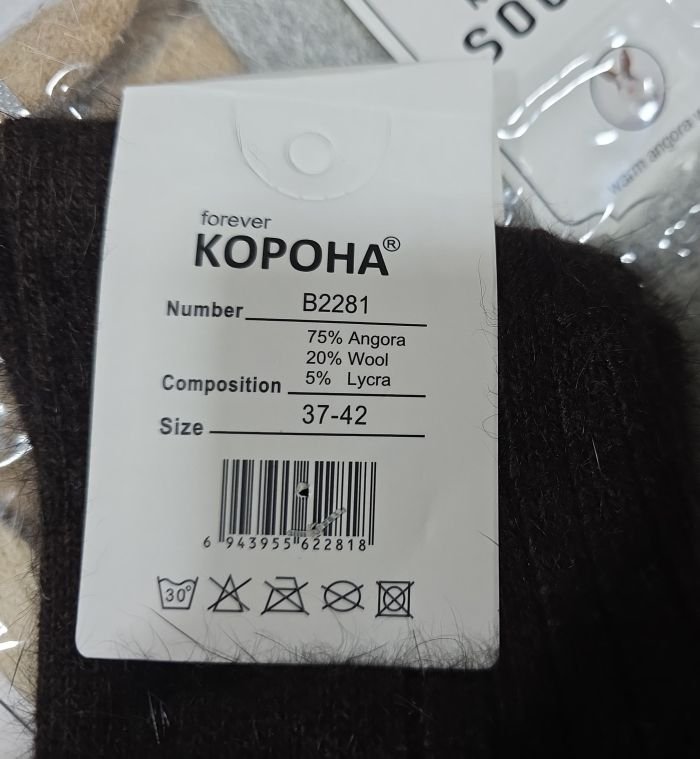 forever
КОРОНА®
Number B2281
75% Angora
20% Wool
Composition 5% Lycra
Size 37-42
6 943955 622818
30°
warm angora